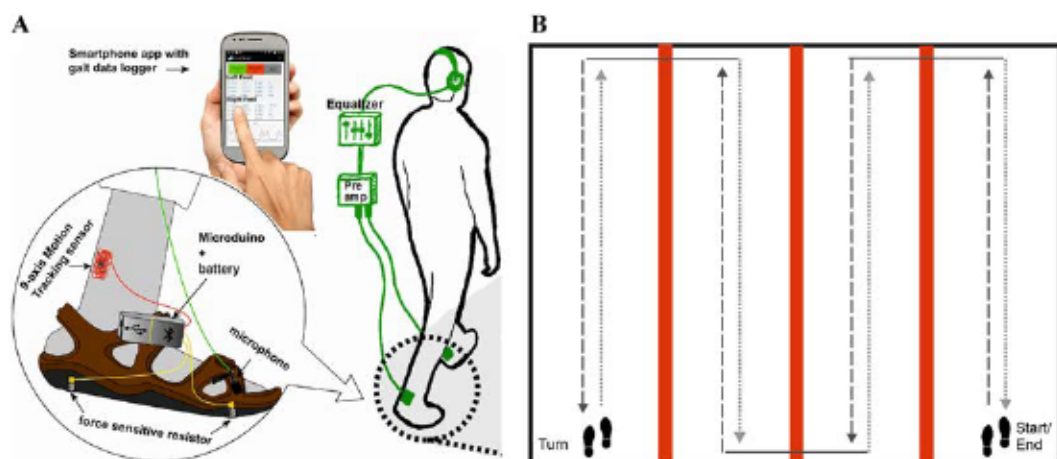 A
Smartphone app with
gait data logger
Equalizer
Pre
amp
Microduino
+
battery
9-axis Motion
Tracking sensor
microphone
force sensitive resistor
B
Turn
Start/
End